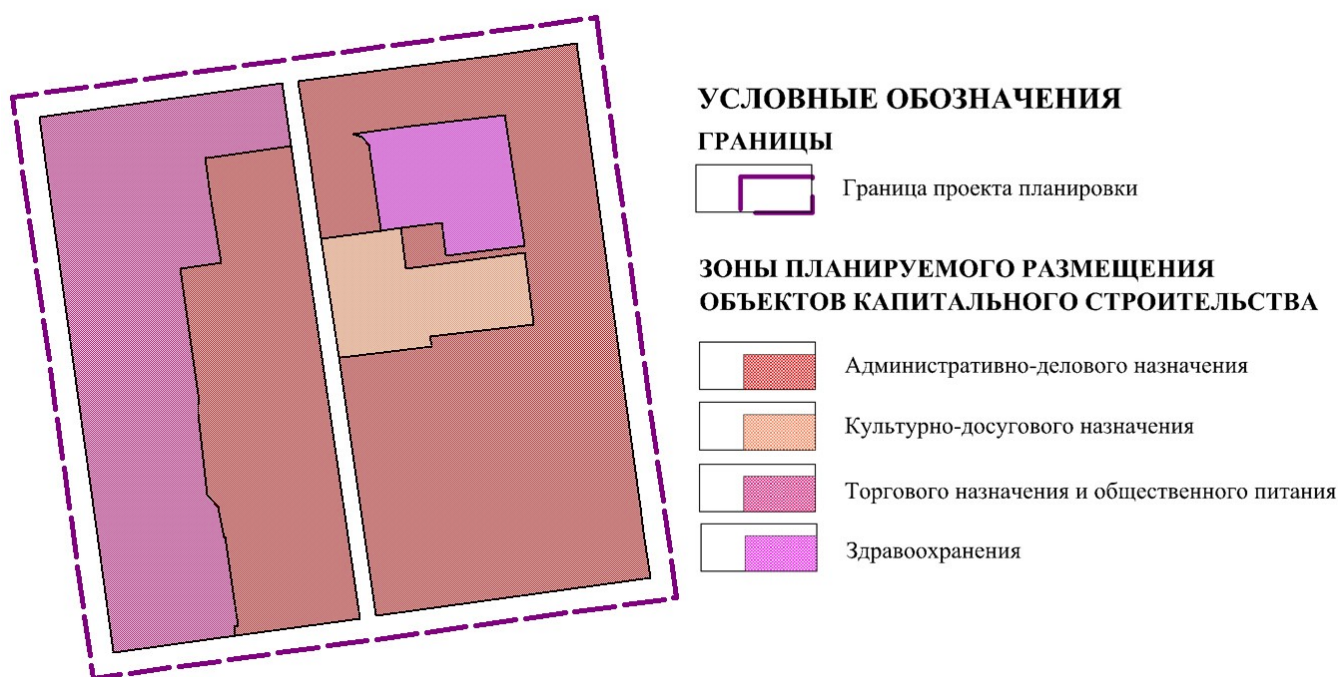 УСЛОВНЫЕ ОБОЗНАЧЕНИЯ
ГРАНИЦЫ
Граница проекта планировки
ЗОНЫ ПЛАНИРУЕМОГО РАЗМЕЩЕНИЯ
ОБЪЕКТОВ КАПИТАЛЬНОГО СТРОИТЕЛЬСТВА
Административно-делового назначения
Культурно-досугового назначения
Торгового назначения и общественного питания
Здравоохранения